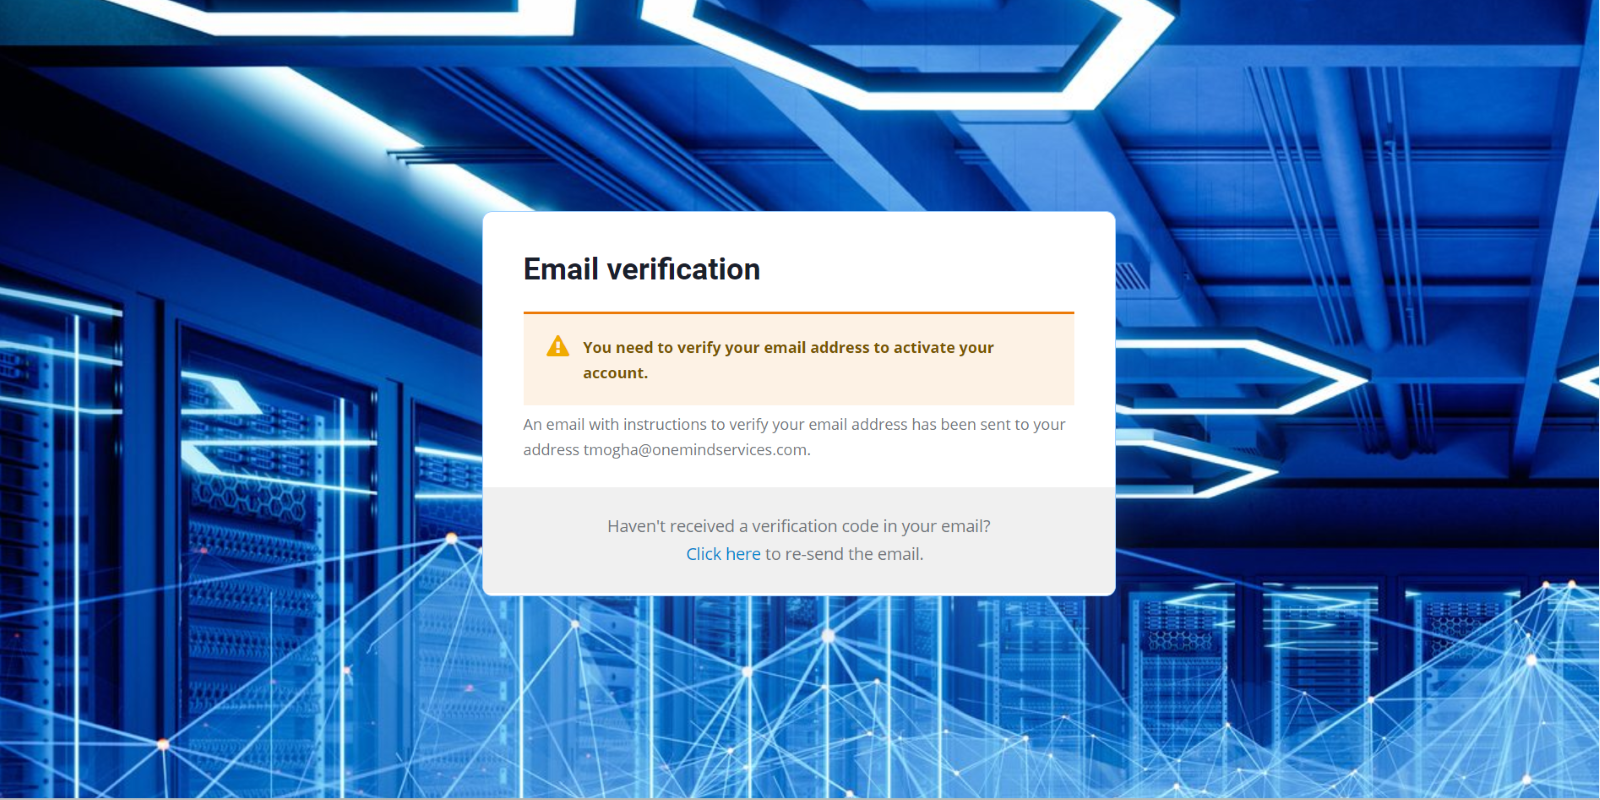 Email verification
You need to verify your email address to activate your
account.
An email with instructions to verify your email address has been sent to your
address tmogha@onemindservices.com.
Haven't received a verification code in your email?
Click here to re-send the email.